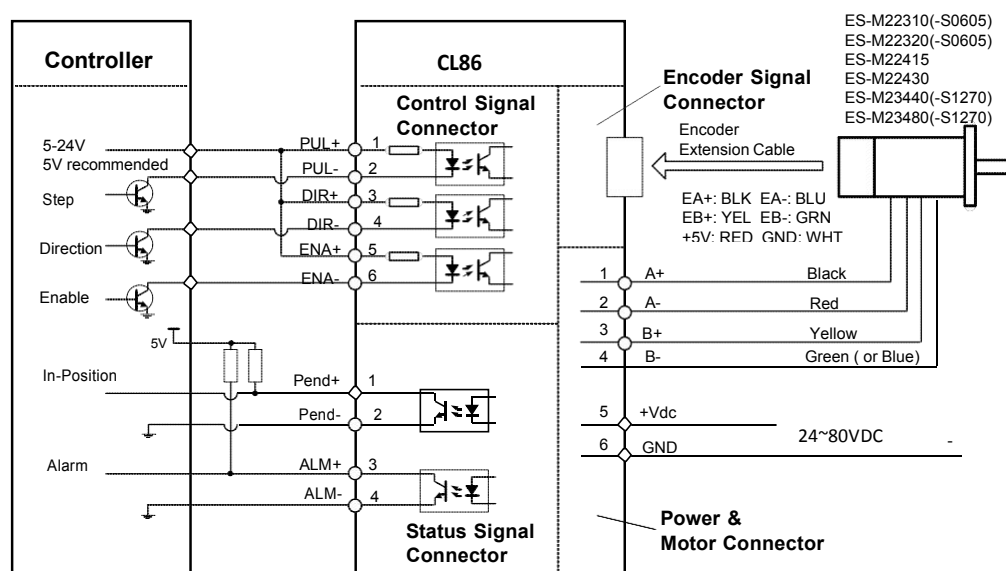 Controller
5-24V
5V recommended
Step
Direction
Enable
5V
In-Position
Alarm
CL86
Control Signal
Connector
PUL+ 1
PUL- 2
DIR+ 3
DIR- 4
ENA+ 5
ENA- 6
Pend+ 1
Pend- 2
ALM+ 3
ALM- 4
Status Signal
Connector
Encoder Signal
Connector
Encoder
Extension Cable
EA+: BLK EA-: BLU
EB+: YEL EB-: GRN
+5V: RED GND: WHT
ES-M22310(-S0605)
ES-M22320(-S0605)
ES-M22415
ES-M22430
ES-M23440(-S1270)
ES-M23480(-S1270)
1 A+ Black
2 A- Red
3 B+ Yellow
4 B- Green ( or Blue)
5 +Vdc
24~80VDC -
6 GND
Power &
Motor Connector